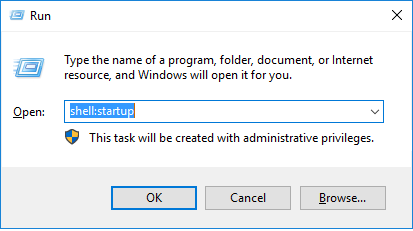 Run
Type the name of a program, folder, document, or Internet
resource, and Windows will open it for you.
Open: shell:startup
This task will be created with administrative privileges.
OK Cancel Browse...